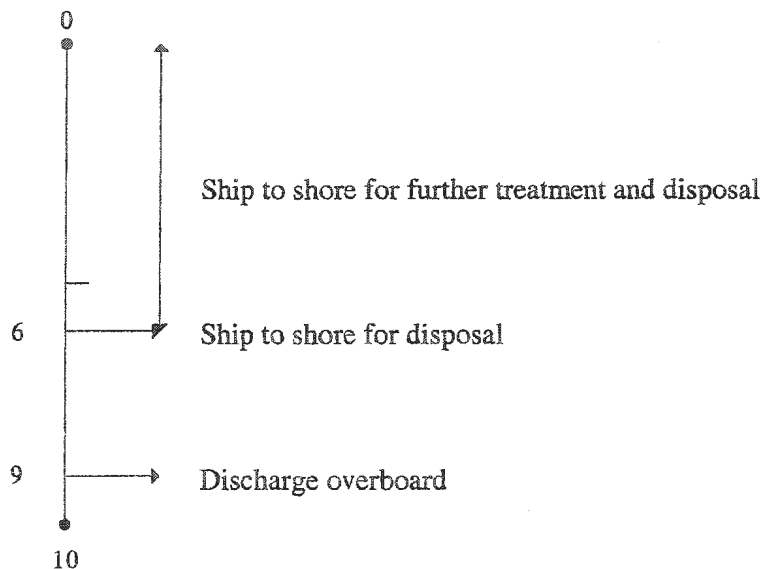 0
Ship to shore for further treatment and disposal
6 Ship to shore for disposal
9 Discharge overboard
10